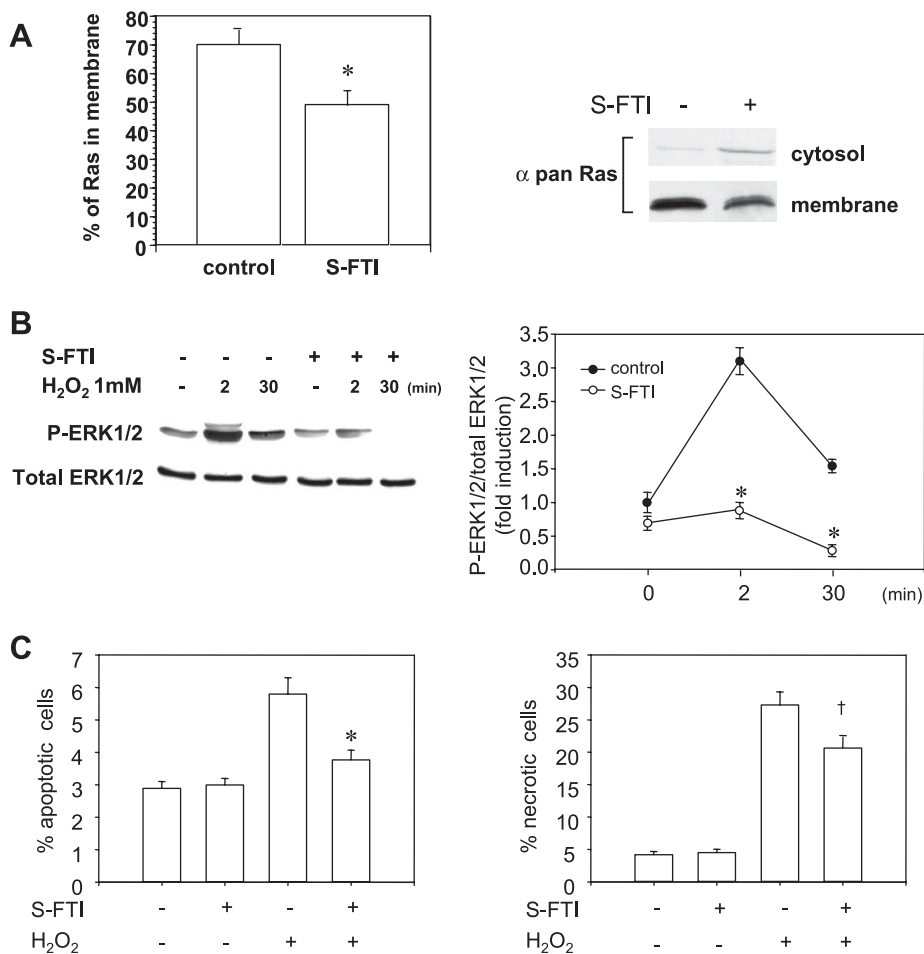 A
% of Ras in membrane
80
70
60
50
40
30
20
10
0
*
control S-FTI
S-FTI - +
α pan Ras
cytosol
membrane
B
S-FTI - - - + + +
H₂O₂ 1mM - 2 30 - 2 30 (min)
P-ERK1/2
Total ERK1/2
P-ERK1/2/total ERK1/2
(fold induction)
3.5
3.0
2.5
2.0
1.5
1.0
0.5
0.0
control
S-FTI
*
*
0 2 30 (min)
C
% apoptotic cells
7
6
5
4
3
2
1
0
*
S-FTI - + - +
H₂O₂ - - + +
% necrotic cells
35
30
25
20
15
10
5
0
†
S-FTI - + - +
H₂O₂ - - + +